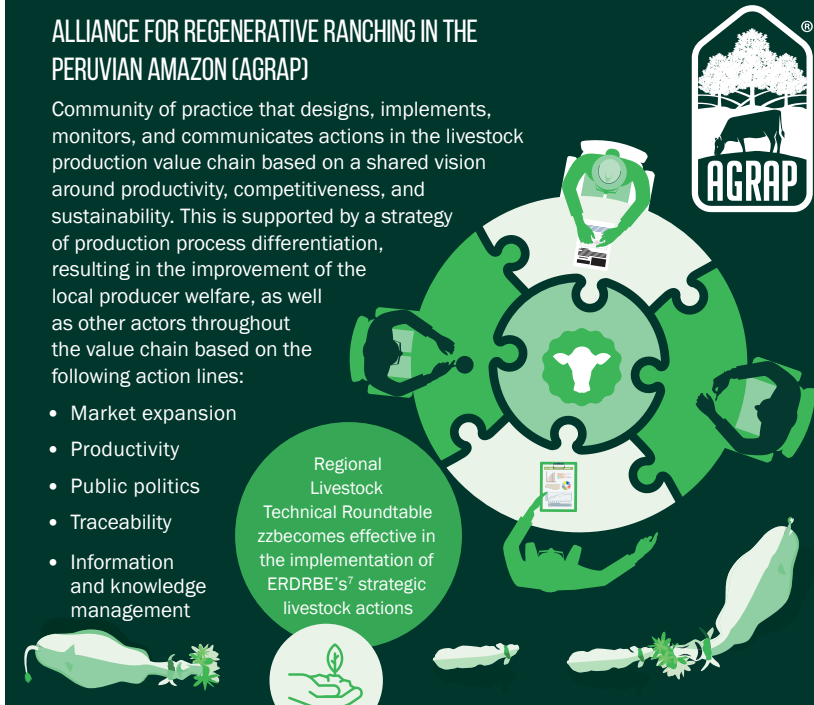 ALLIANCE FOR REGENERATIVE RANCHING IN THE
PERUVIAN AMAZON (AGRAP)
Community of practice that designs, implements,
monitors, and communicates actions in the livestock
production value chain based on a shared vision
around productivity, competitiveness, and
sustainability. This is supported by a strategy
of production process differentiation,
resulting in the improvement of the
local producer welfare, as well
as other actors throughout
the value chain based on the
following action lines:
• Market expansion
• Productivity
• Public politics
• Traceability
• Information
and knowledge
management
Regional
Livestock
Technical Roundtable
zzbecomes effective in
the implementation of
ERDRBE's⁷ strategic
livestock actions
AGRAP
®